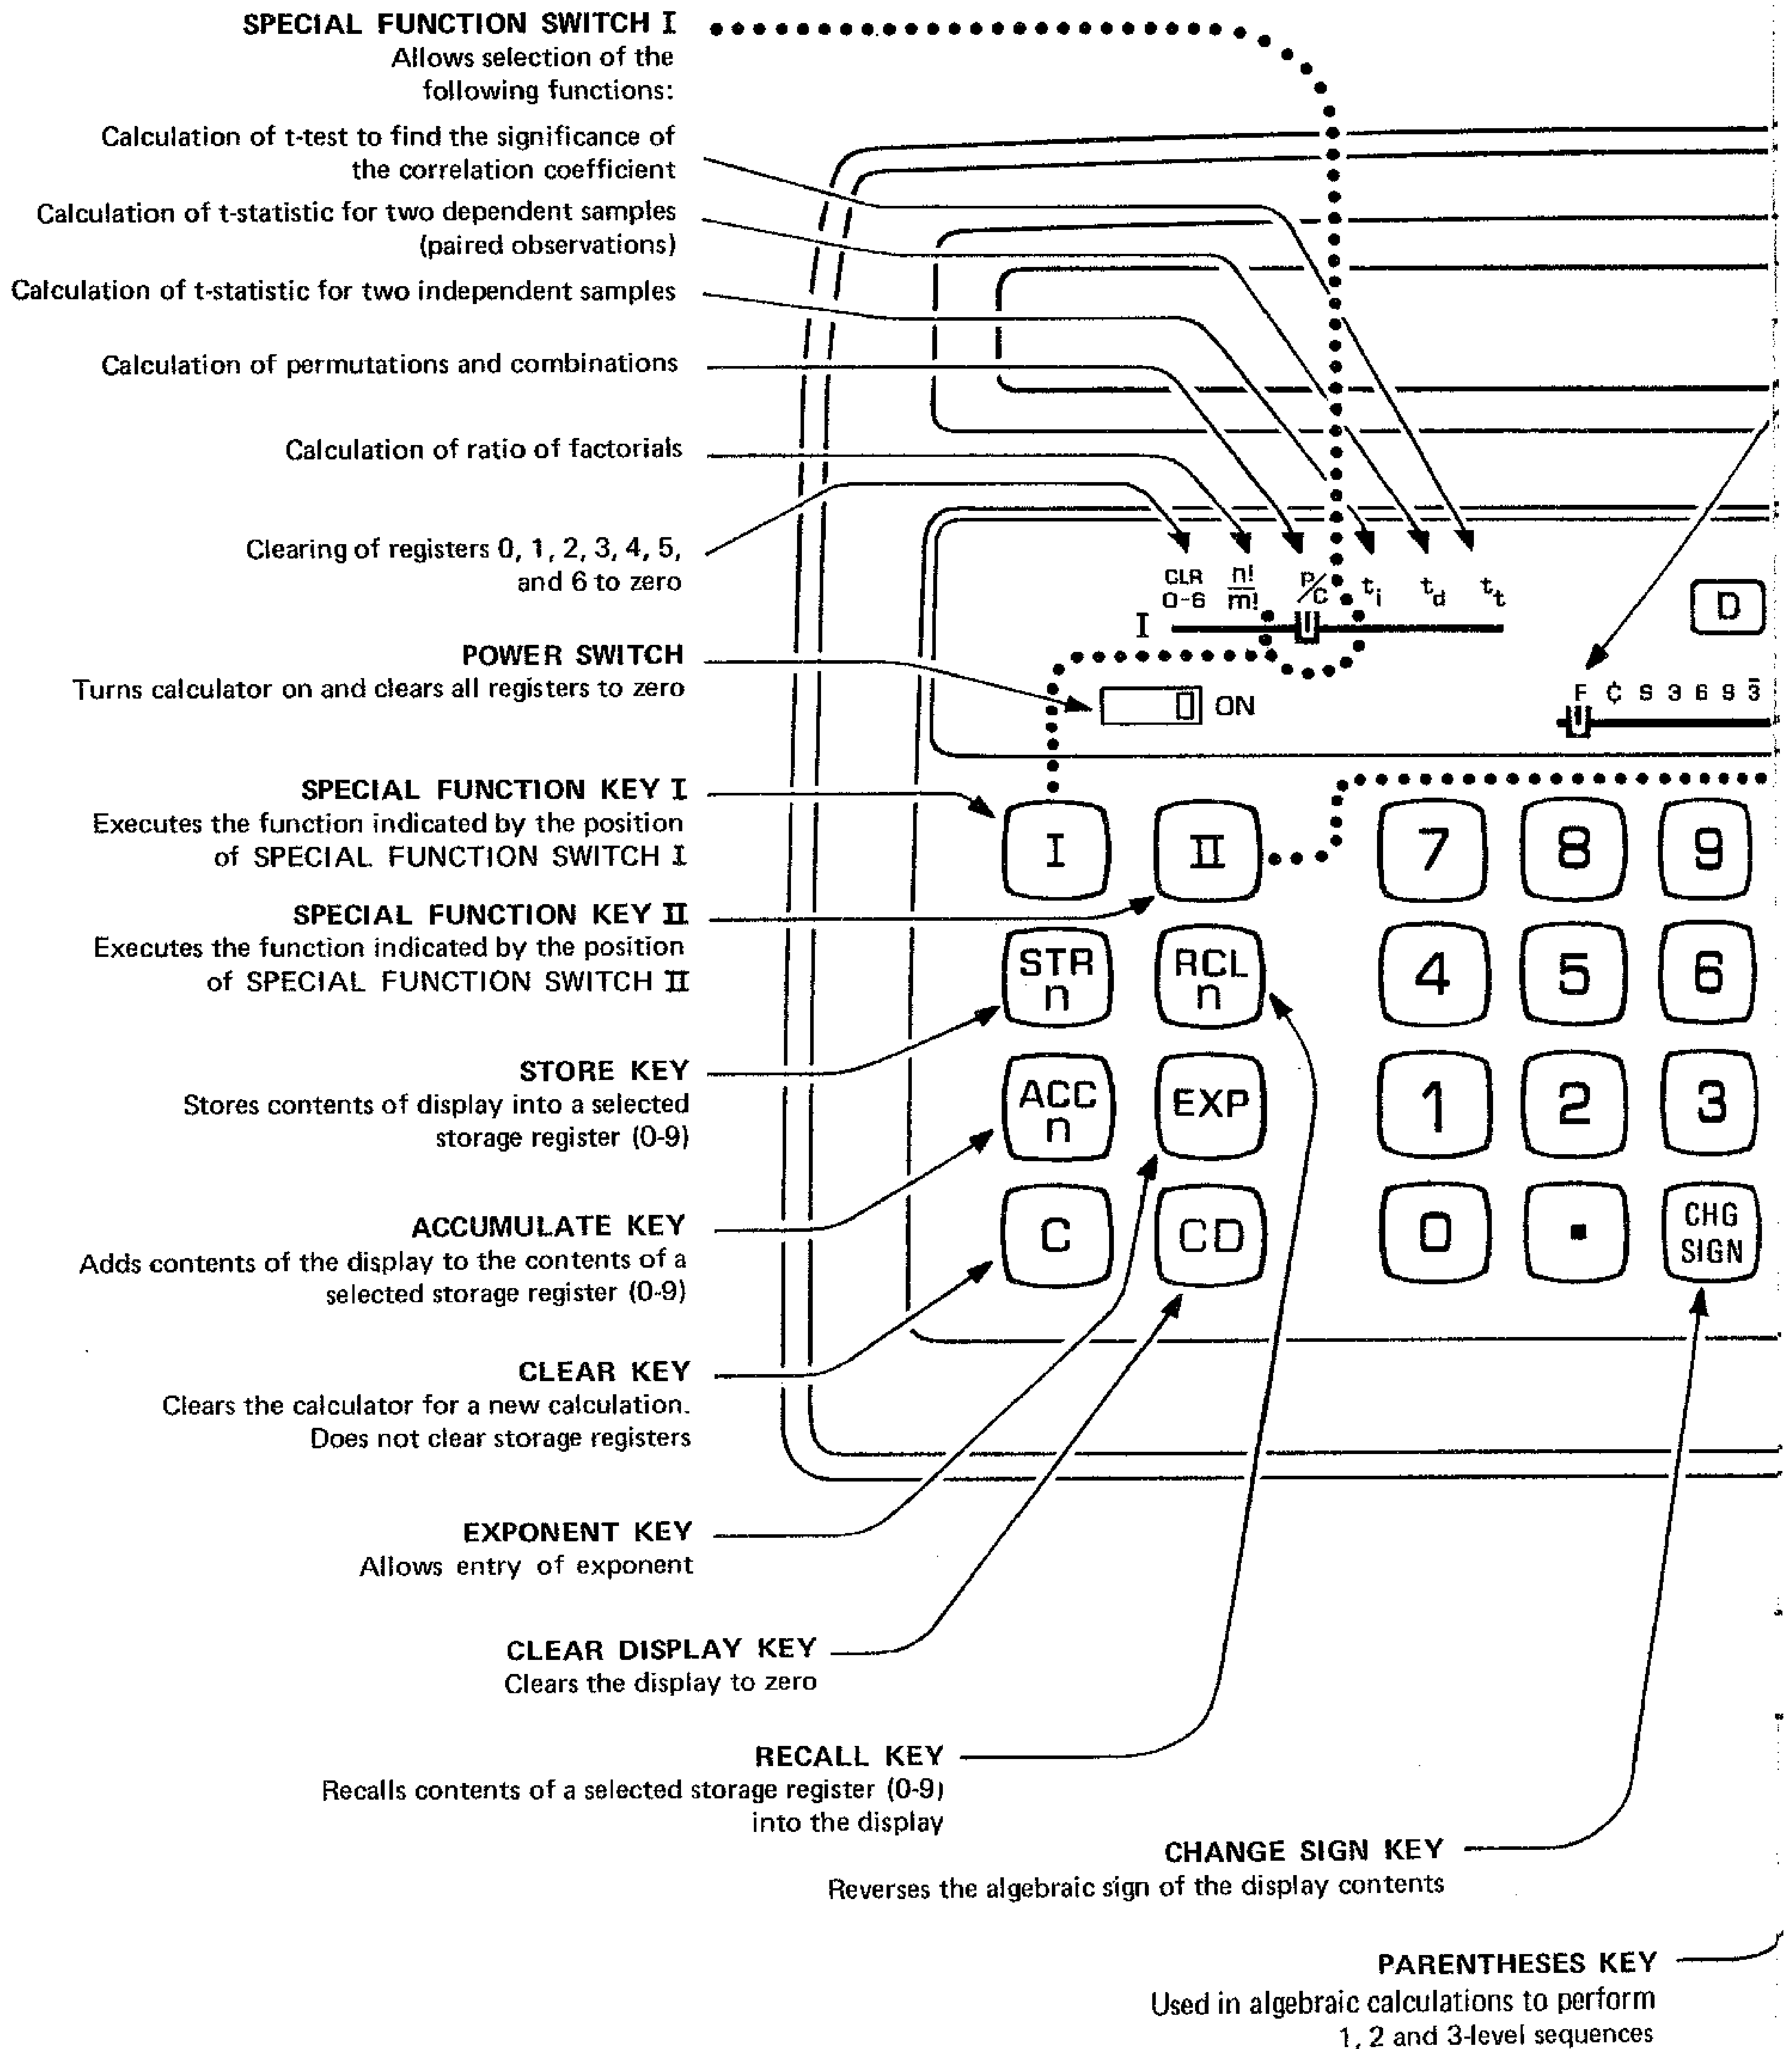 SPECIAL FUNCTION SWITCH I
Allows selection of the
following functions:
Calculation of t-test to find the significance of
the correlation coefficient
Calculation of t-statistic for two dependent samples
(paired observations)
Calculation of t-statistic for two independent samples
Calculation of permutations and combinations
Calculation of ratio of factorials
Clearing of registers 0, 1, 2, 3, 4, 5,
and 6 to zero
CLR n! P/C ti td tt
0-6 m!
I
D
POWER SWITCH
Turns calculator on and clears all registers to zero
ON
F ¢ S 3 6 9 3̅
SPECIAL FUNCTION KEY I
Executes the function indicated by the position
of SPECIAL FUNCTION SWITCH I
I II 7 8 9
SPECIAL FUNCTION KEY II
Executes the function indicated by the position
of SPECIAL FUNCTION SWITCH II
STR n RCL n 4 5 6
STORE KEY
Stores contents of display into a selected
storage register (0-9)
ACC n EXP 1 2 3
ACCUMULATE KEY
Adds contents of the display to the contents of a
selected storage register (0-9)
C CD 0 . CHG SIGN
CLEAR KEY
Clears the calculator for a new calculation.
Does not clear storage registers
EXPONENT KEY
Allows entry of exponent
CLEAR DISPLAY KEY
Clears the display to zero
RECALL KEY
Recalls contents of a selected storage register (0-9)
into the display
CHANGE SIGN KEY
Reverses the algebraic sign of the display contents
PARENTHESES KEY
Used in algebraic calculations to perform
1, 2 and 3-level sequences